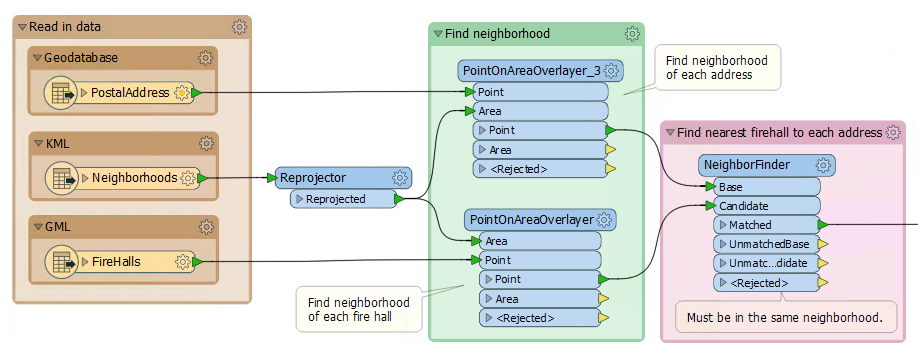 Read in data
Geodatabase
PostalAddress
KML
Neighborhoods
GML
FireHalls
Reprojector
Reprojected
Find neighborhood
PointOnAreaOverlayer_3
Point
Area
Point
Area
<Rejected>
Find neighborhood
of each address
PointOnAreaOverlayer
Area
Point
Point
Area
<Rejected>
Find neighborhood
of each fire hall
Find nearest firehall to each address
NeighborFinder
Base
Candidate
Matched
UnmatchedBase
Unmatc...didate
<Rejected>
Must be in the same neighborhood.